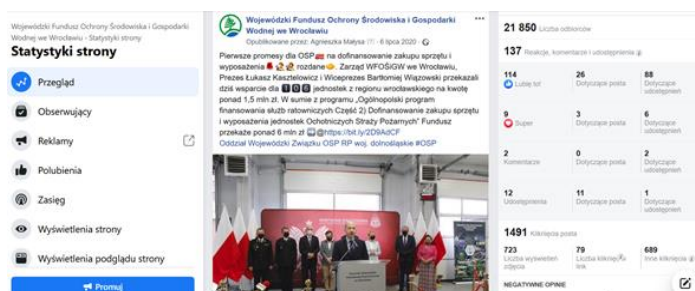 Wojewódzki Fundusz Ochrony Środowiska i Gospodarki
Wodnej we Wrocławiu - Statystyki strony
Statystyki strony
Przegląd
Obserwujący
Reklamy
Polubienia
Zasięg
Wyświetlenia strony
Wyświetlenia podglądu strony
Promuj
Wojewódzki Fundusz Ochrony Środowiska i Gospodarki
Wodnej we Wrocławiu
Opublikowane przez: Agnieszka Małysa · 6 lipca 2020 ·
Pierwsze promesy dla OSP🚒 na dofinansowanie zakupu sprzętu i
wyposażenia rozdane. Zarząd WFOŚiGW we Wrocławiu,
Prezes Łukasz Kasztelowicz i Wiceprezes Bartłomiej Wiązowski przekazali
dziś wsparcie dla 106 jednostek z regionu wrocławskiego na kwotę
ponad 1,5 mln zł. W sumie z programu „Ogólnopolski program
finansowania służb ratowniczych Część 2) Dofinansowanie zakupu sprzętu
i wyposażenia jednostek Ochotniczych Straży Pożarnych" Fundusz
przekaże ponad 6 mln zł ➡@https://bit.ly/2D9AdCF
Oddział Wojewódzki Związku OSP RP woj. dolnośląskie #OSP
21 850 Liczba odbiorców
137 Reakcje, komentarze i udostępnienia
114 26 88
Lubię to! Dotyczące posta Dotyczące udostępnień
9 3 6
Super Dotyczące posta Dotyczące udostępnień
2 0 2
Komentarze Dotyczące posta Dotyczące udostępnień
12 11 1
Udostępnienia Dotyczące posta Dotyczące udostępnień
1491 Kliknięcia posta
723 79 689
Liczba wyświetleń zdjęcia Liczba kliknięć link Inne kliknięcia
NEGATYWNE OPINIE